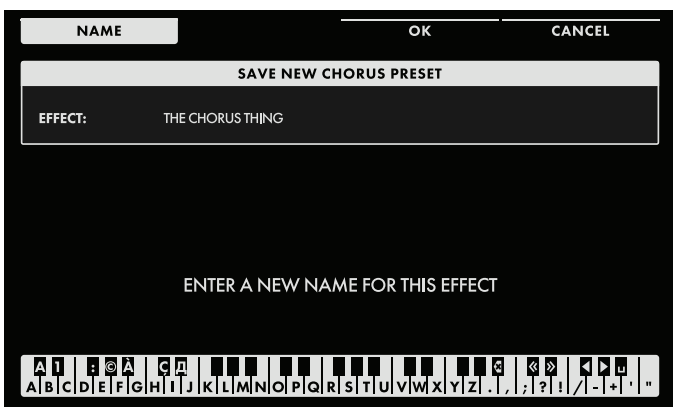 NAME OK CANCEL
SAVE NEW CHORUS PRESET
EFFECT: THE CHORUS THING
ENTER A NEW NAME FOR THIS EFFECT
A 1 : © À Ç Д « » ◀ ▶ ␣
A B C D E F G H I J K L M N O P Q R S T U V W X Y Z . , ; ? ! / - + ' "